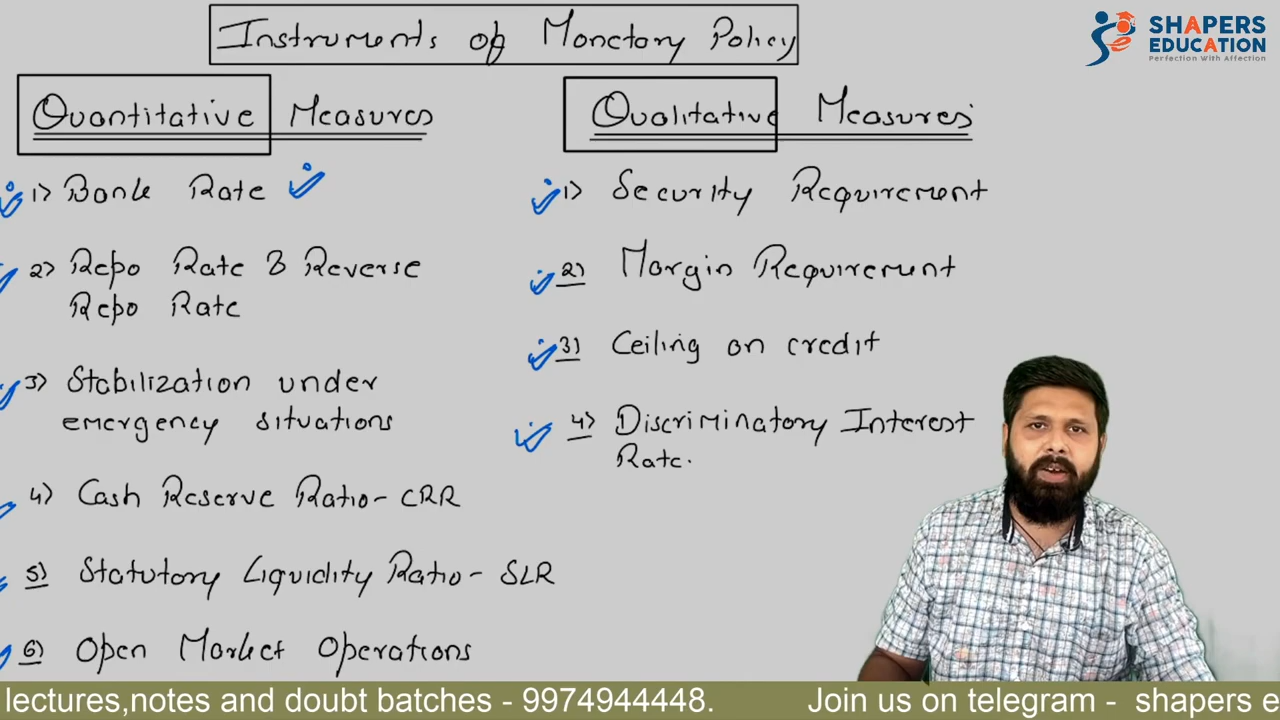 Instruments of Monetory Policy
SHAPERS
EDUCATION
Perfection With Affection
Quantitative Measures
1) Bank Rate
2) Repo Rate & Reverse
Repo Rate
3) Stabilization under
emergency situations
4) Cash Reserve Ratio - CRR
5) Statutory Liquidity Ratio - SLR
6) Open Market Operations
Qualitative Measures
1) Security Requirement
2) Margin Requirement
3) Ceiling on credit
4) Discriminatory Interest
Rate.
lectures,notes and doubt batches - 9974944448. Join us on telegram - shapers e